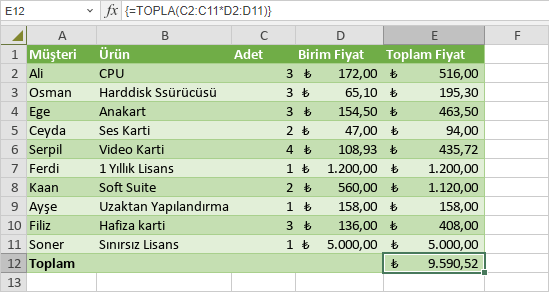 E12 fx {=TOPLA(C2:C11*D2:D11)}
A B C D E F
1 Müşteri Ürün Adet Birim Fiyat Toplam Fiyat
2 Ali CPU 3 ₺ 172,00 ₺ 516,00
3 Osman Harddisk Ssürücüsü 3 ₺ 65,10 ₺ 195,30
4 Ege Anakart 3 ₺ 154,50 ₺ 463,50
5 Ceyda Ses Karti 2 ₺ 47,00 ₺ 94,00
6 Serpil Video Karti 4 ₺ 108,93 ₺ 435,72
7 Ferdi 1 Yıllık Lisans 1 ₺ 1.200,00 ₺ 1.200,00
8 Kaan Soft Suite 2 ₺ 560,00 ₺ 1.120,00
9 Ayşe Uzaktan Yapılandırma 1 ₺ 158,00 ₺ 158,00
10 Filiz Hafiza karti 3 ₺ 136,00 ₺ 408,00
11 Soner Sınırsiz Lisans 1 ₺ 5.000,00 ₺ 5.000,00
12 Toplam ₺ 9.590,52
13